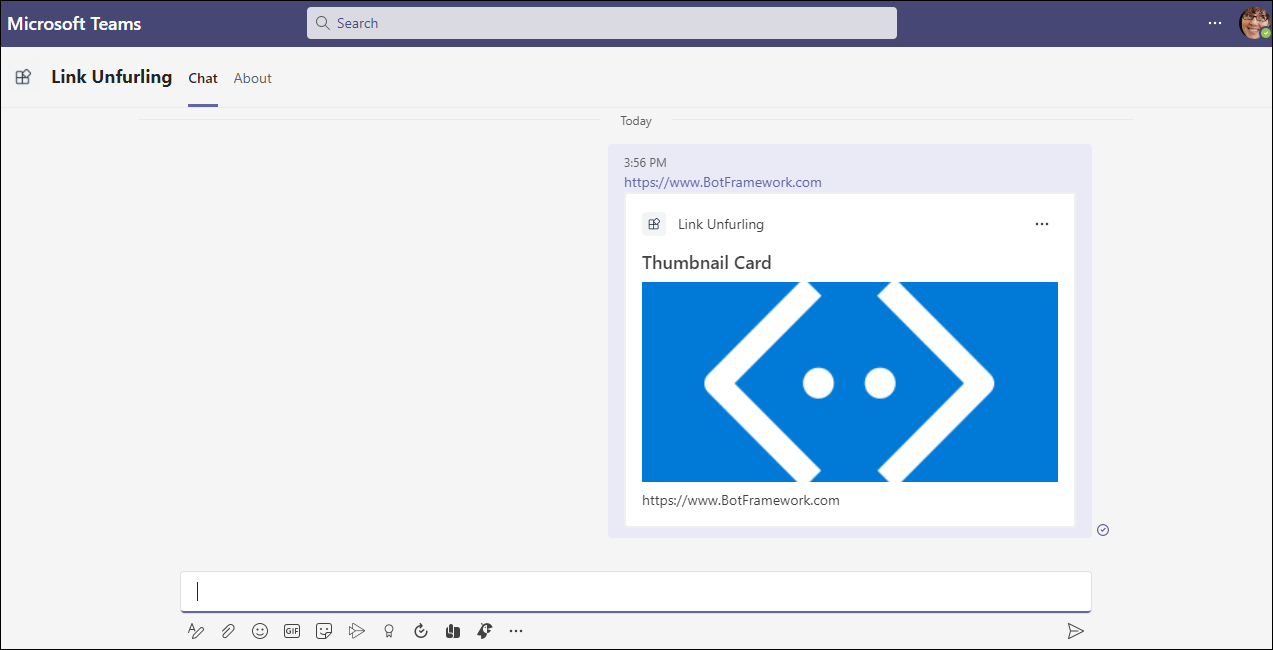 Microsoft Teams
Search
Link Unfurling Chat About
Today
3:56 PM
https://www.BotFramework.com
Link Unfurling
Thumbnail Card
https://www.BotFramework.com
GIF